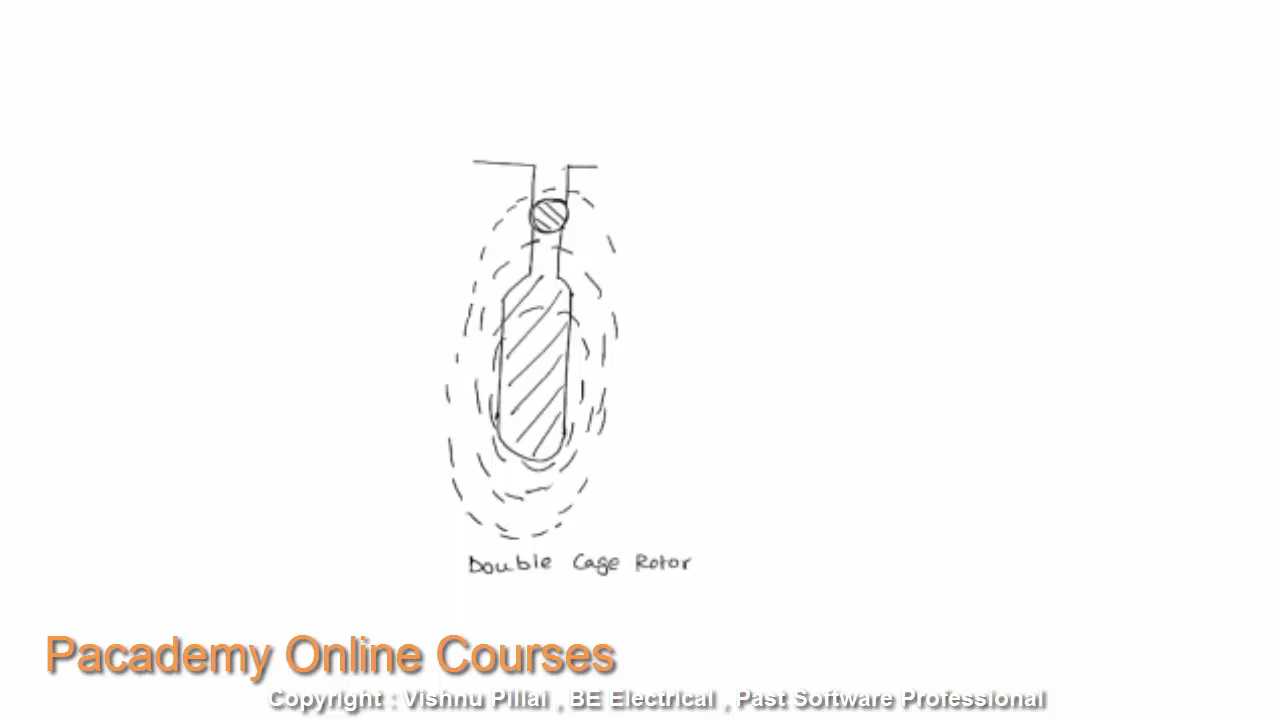 Double Cage Rotor
Pacademy Online Courses
Copyright : Vishnu Pillai , BE Electrical , Past Software Professional